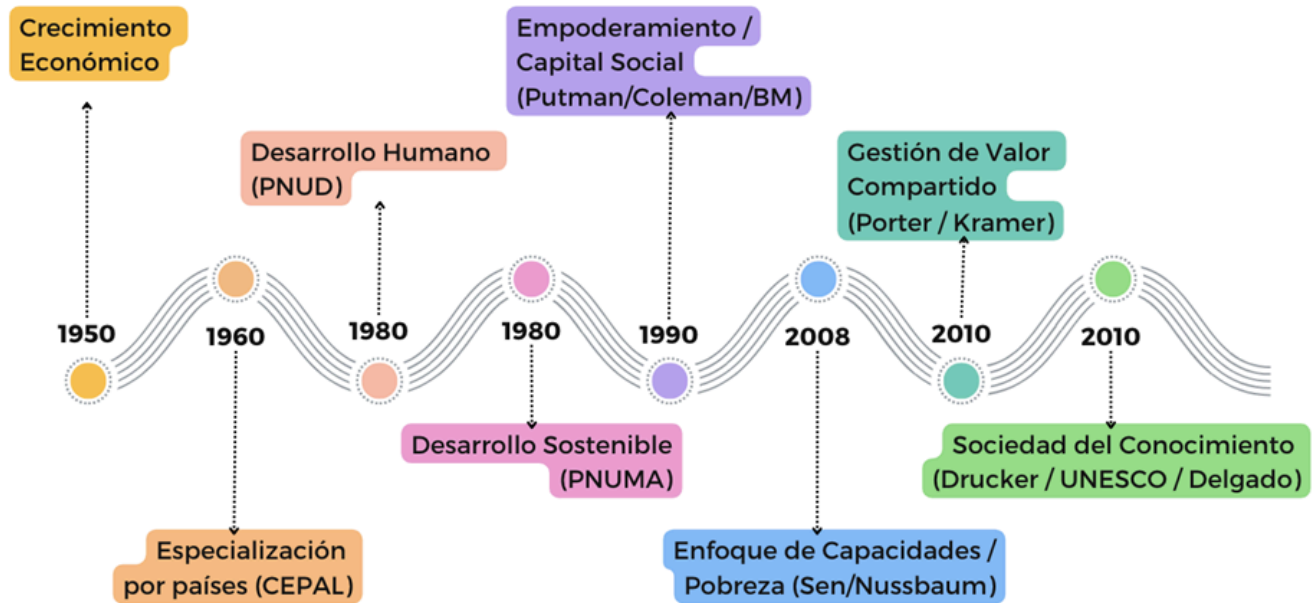 Crecimiento
Económico
1950
Especialización
por países (CEPAL)
1960
Desarrollo Humano
(PNUD)
1980
Desarrollo Sostenible
(PNUMA)
1980
Empoderamiento /
Capital Social
(Putman/Coleman/BM)
1990
Enfoque de Capacidades /
Pobreza (Sen/Nussbaum)
2008
Gestión de Valor
Compartido
(Porter / Kramer)
2010
Sociedad del Conocimiento
(Drucker / UNESCO / Delgado)
2010